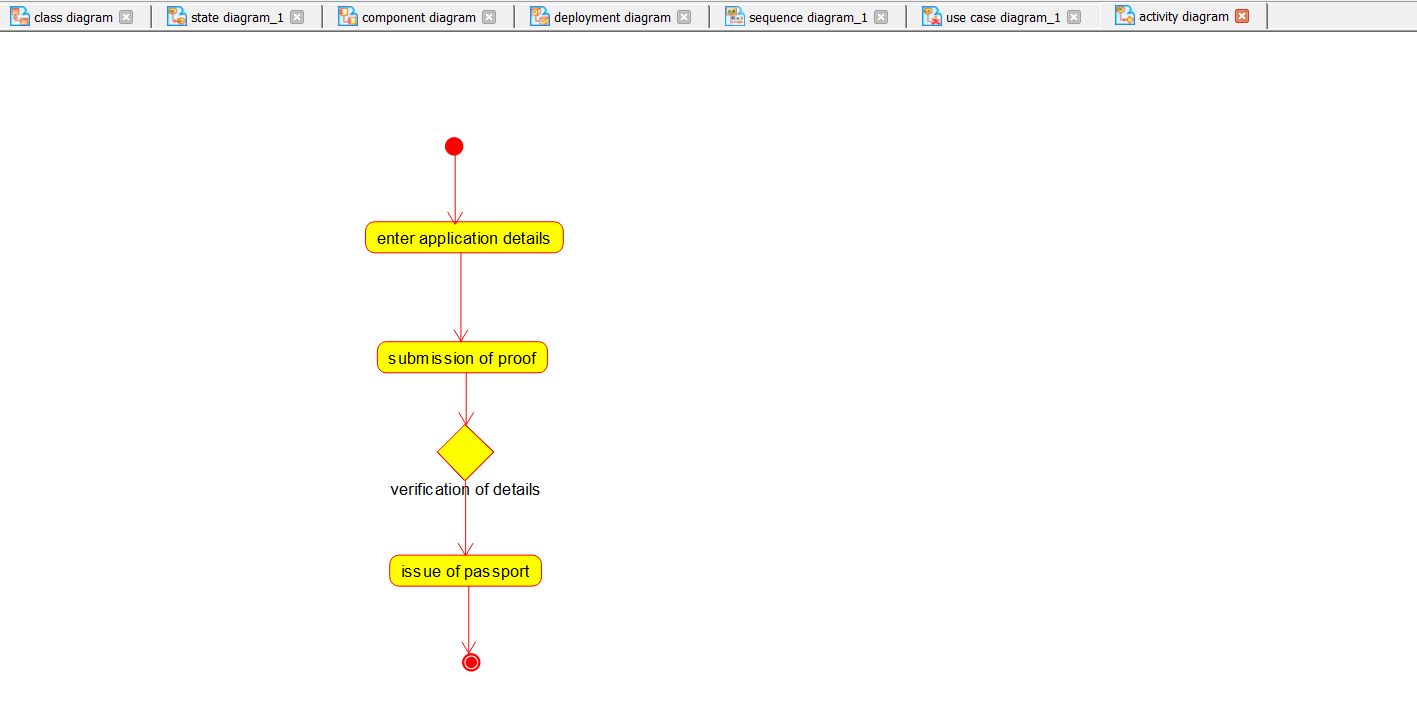 class diagram
state diagram_1
component diagram
deployment diagram
sequence diagram_1
use case diagram_1
activity diagram
enter application details
submission of proof
verification of details
issue of passport